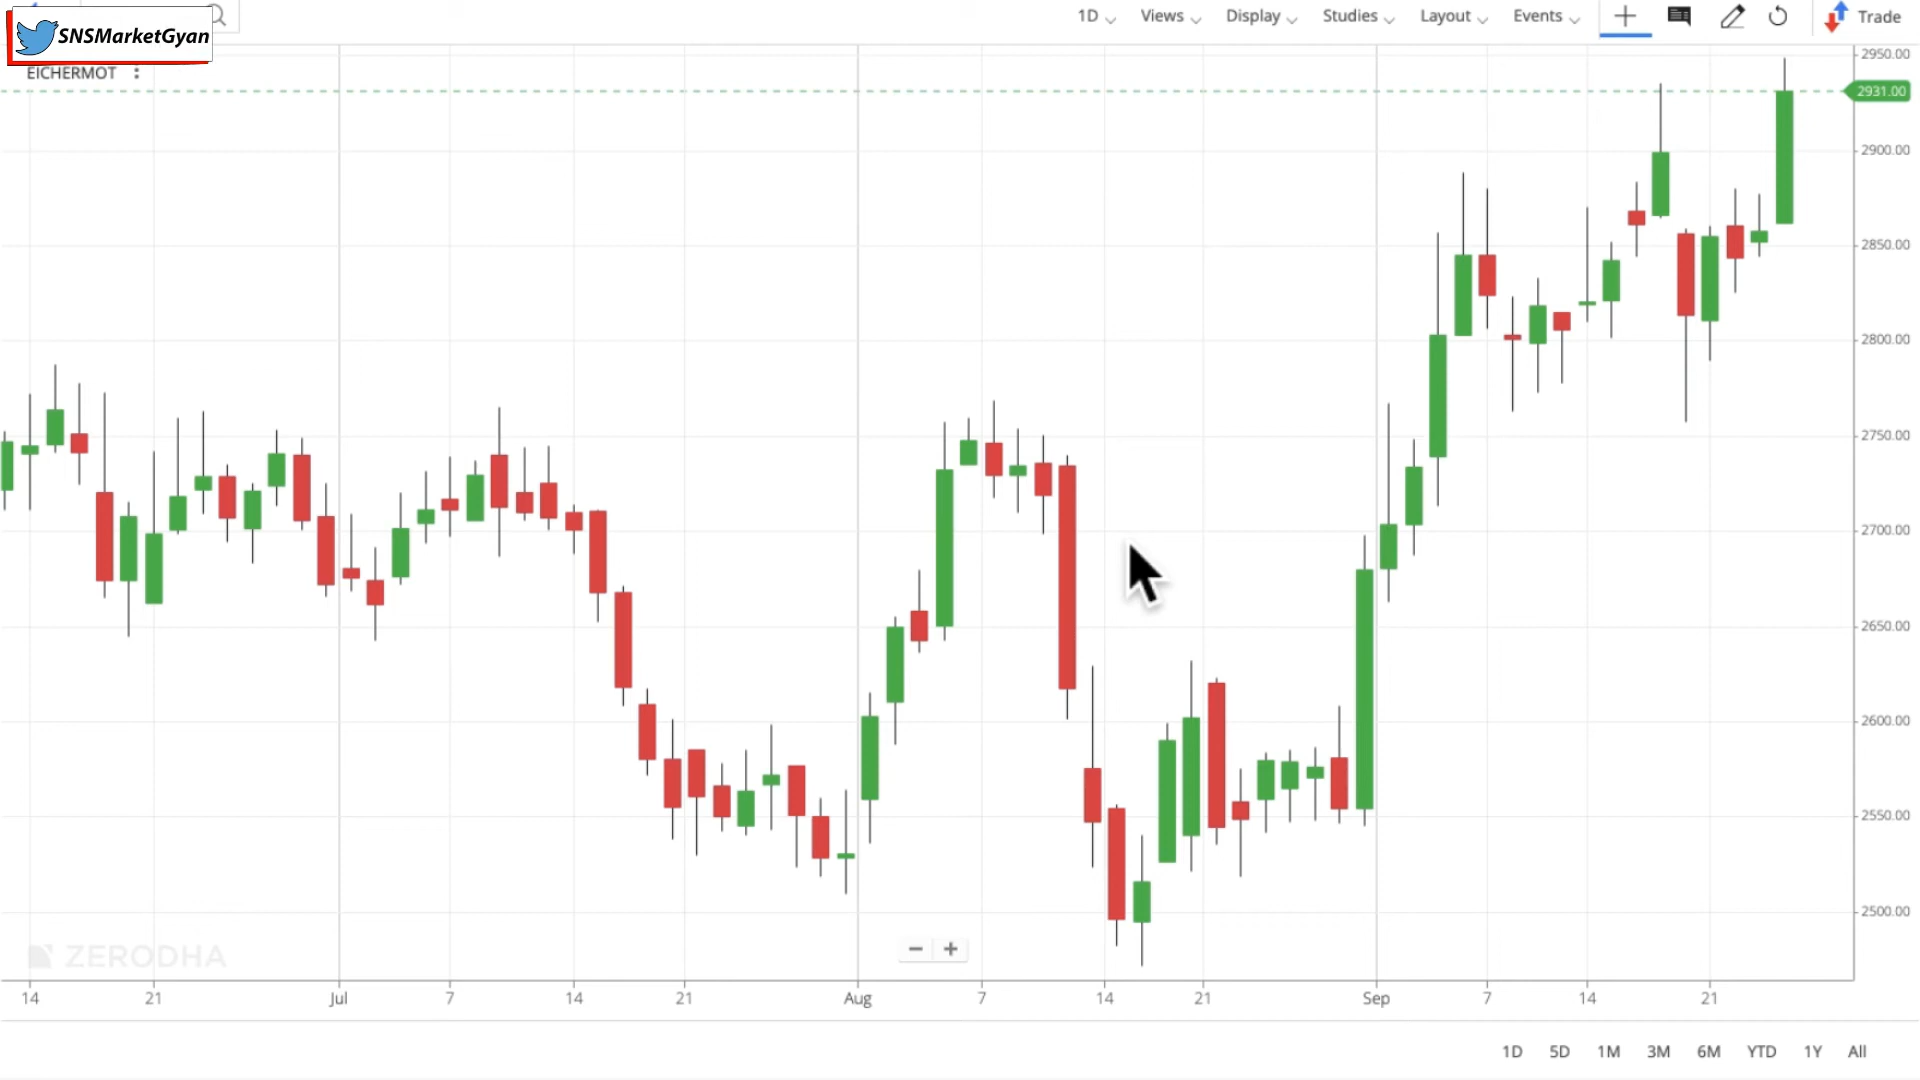 SNSMarketGyan
1D Views Display Studies Layout Events Trade
EICHERMOT
2950.00
2931.00
2900.00
2850.00
2800.00
2750.00
2700.00
2650.00
2600.00
2550.00
2500.00
ZERODHA
14 21 Jul 7 14 21 Aug 7 14 21 Sep 7 14 21
1D 5D 1M 3M 6M YTD 1Y All